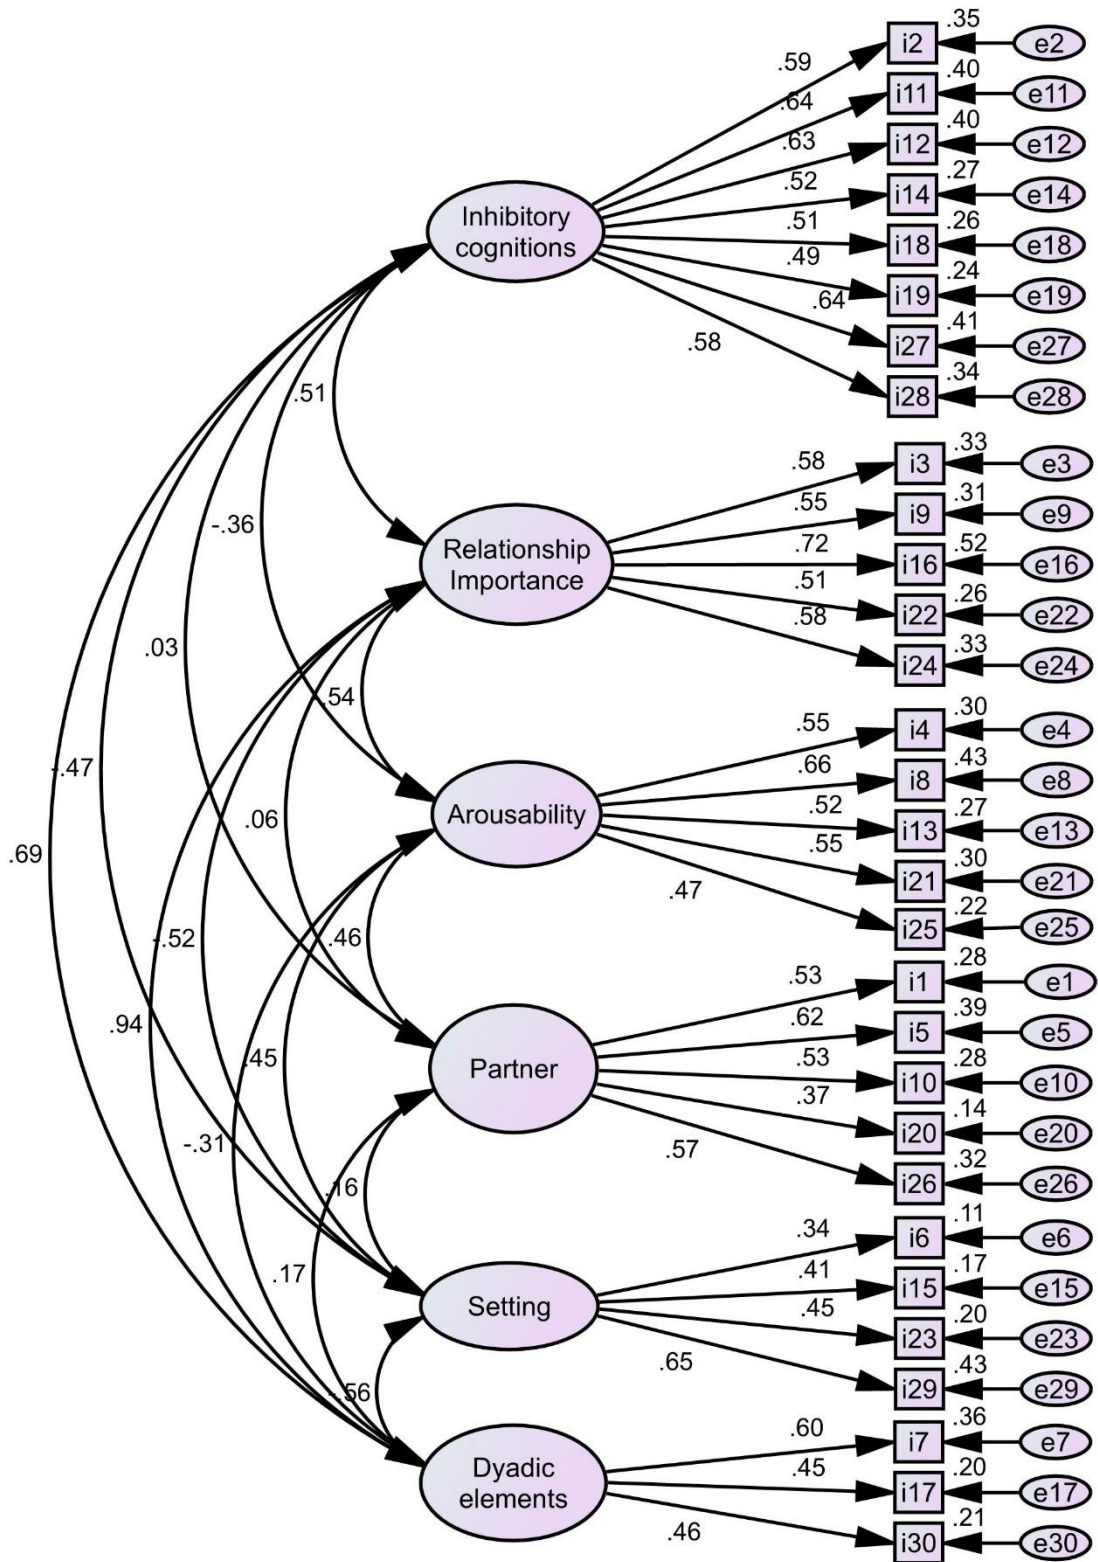 .35
i2
e2
.59
.40
i11
e11
.64
.40
i12
e12
.63
.27
i14
e14
.52
.26
i18
e18
.51
.24
i19
e19
.49
.41
i27
e27
.64
.34
i28
e28
.58
Inhibitory
cognitions
.51
-.36
.03
-.47
.69
.33
i3
e3
.58
.31
i9
e9
.55
.52
i16
e16
.72
.26
i22
e22
.51
.33
i24
e24
.58
Relationship
Importance
.54
.06
-.52
.94
.30
i4
e4
.55
.43
i8
e8
.66
.27
i13
e13
.52
.30
i21
e21
.55
.22
i25
e25
.47
Arousability
.46
.45
-.31
.28
i1
e1
.53
.39
i5
e5
.62
.28
i10
e10
.53
.14
i20
e20
.37
.32
i26
e26
.57
Partner
.16
.17
.11
i6
e6
.34
.17
i15
e15
.41
.20
i23
e23
.45
.43
i29
e29
.65
Setting
-.56
.36
i7
e7
.60
.20
i17
e17
.45
.21
i30
e30
.46
Dyadic
elements